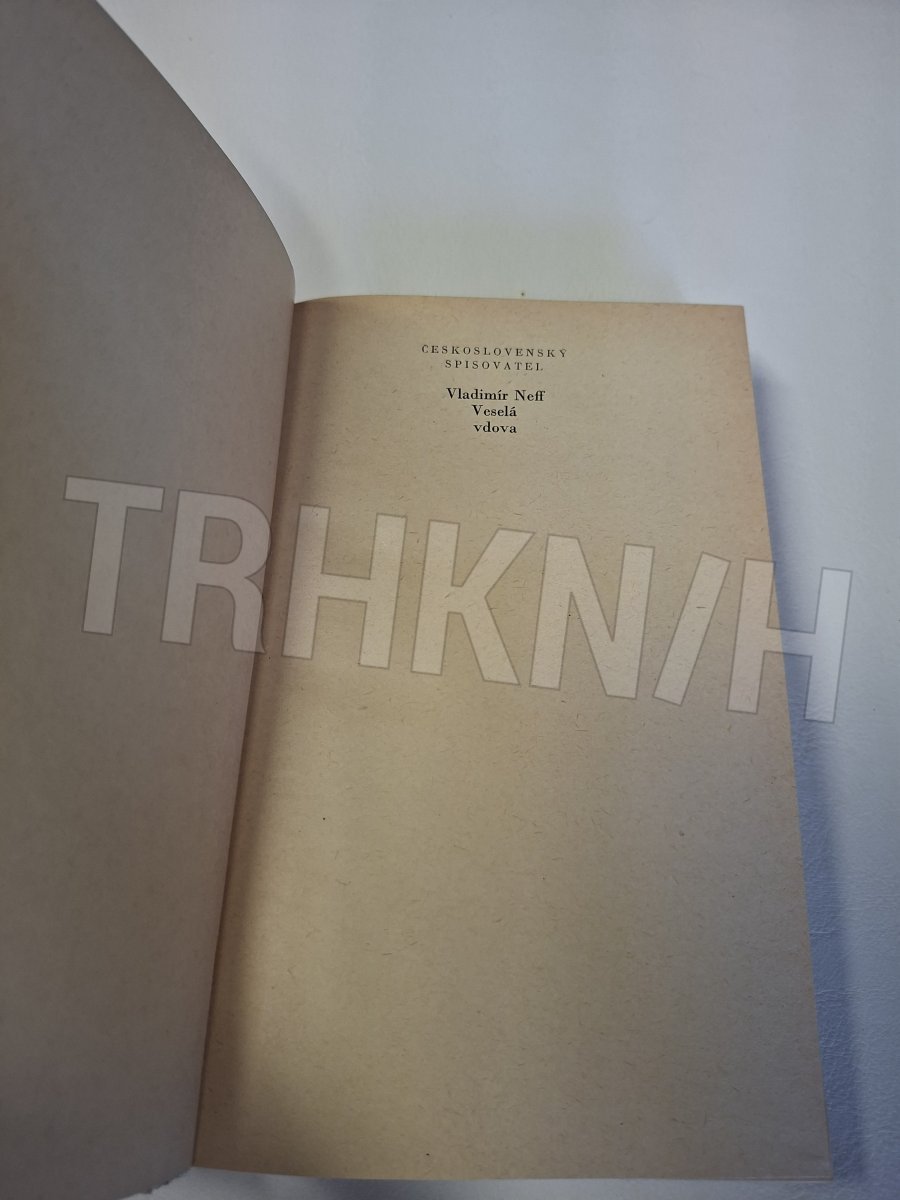 ČESKOSLOVENSKÝ
SPISOVATEL
Vladimír Neff
Veselá
vdova
TRHKNIH